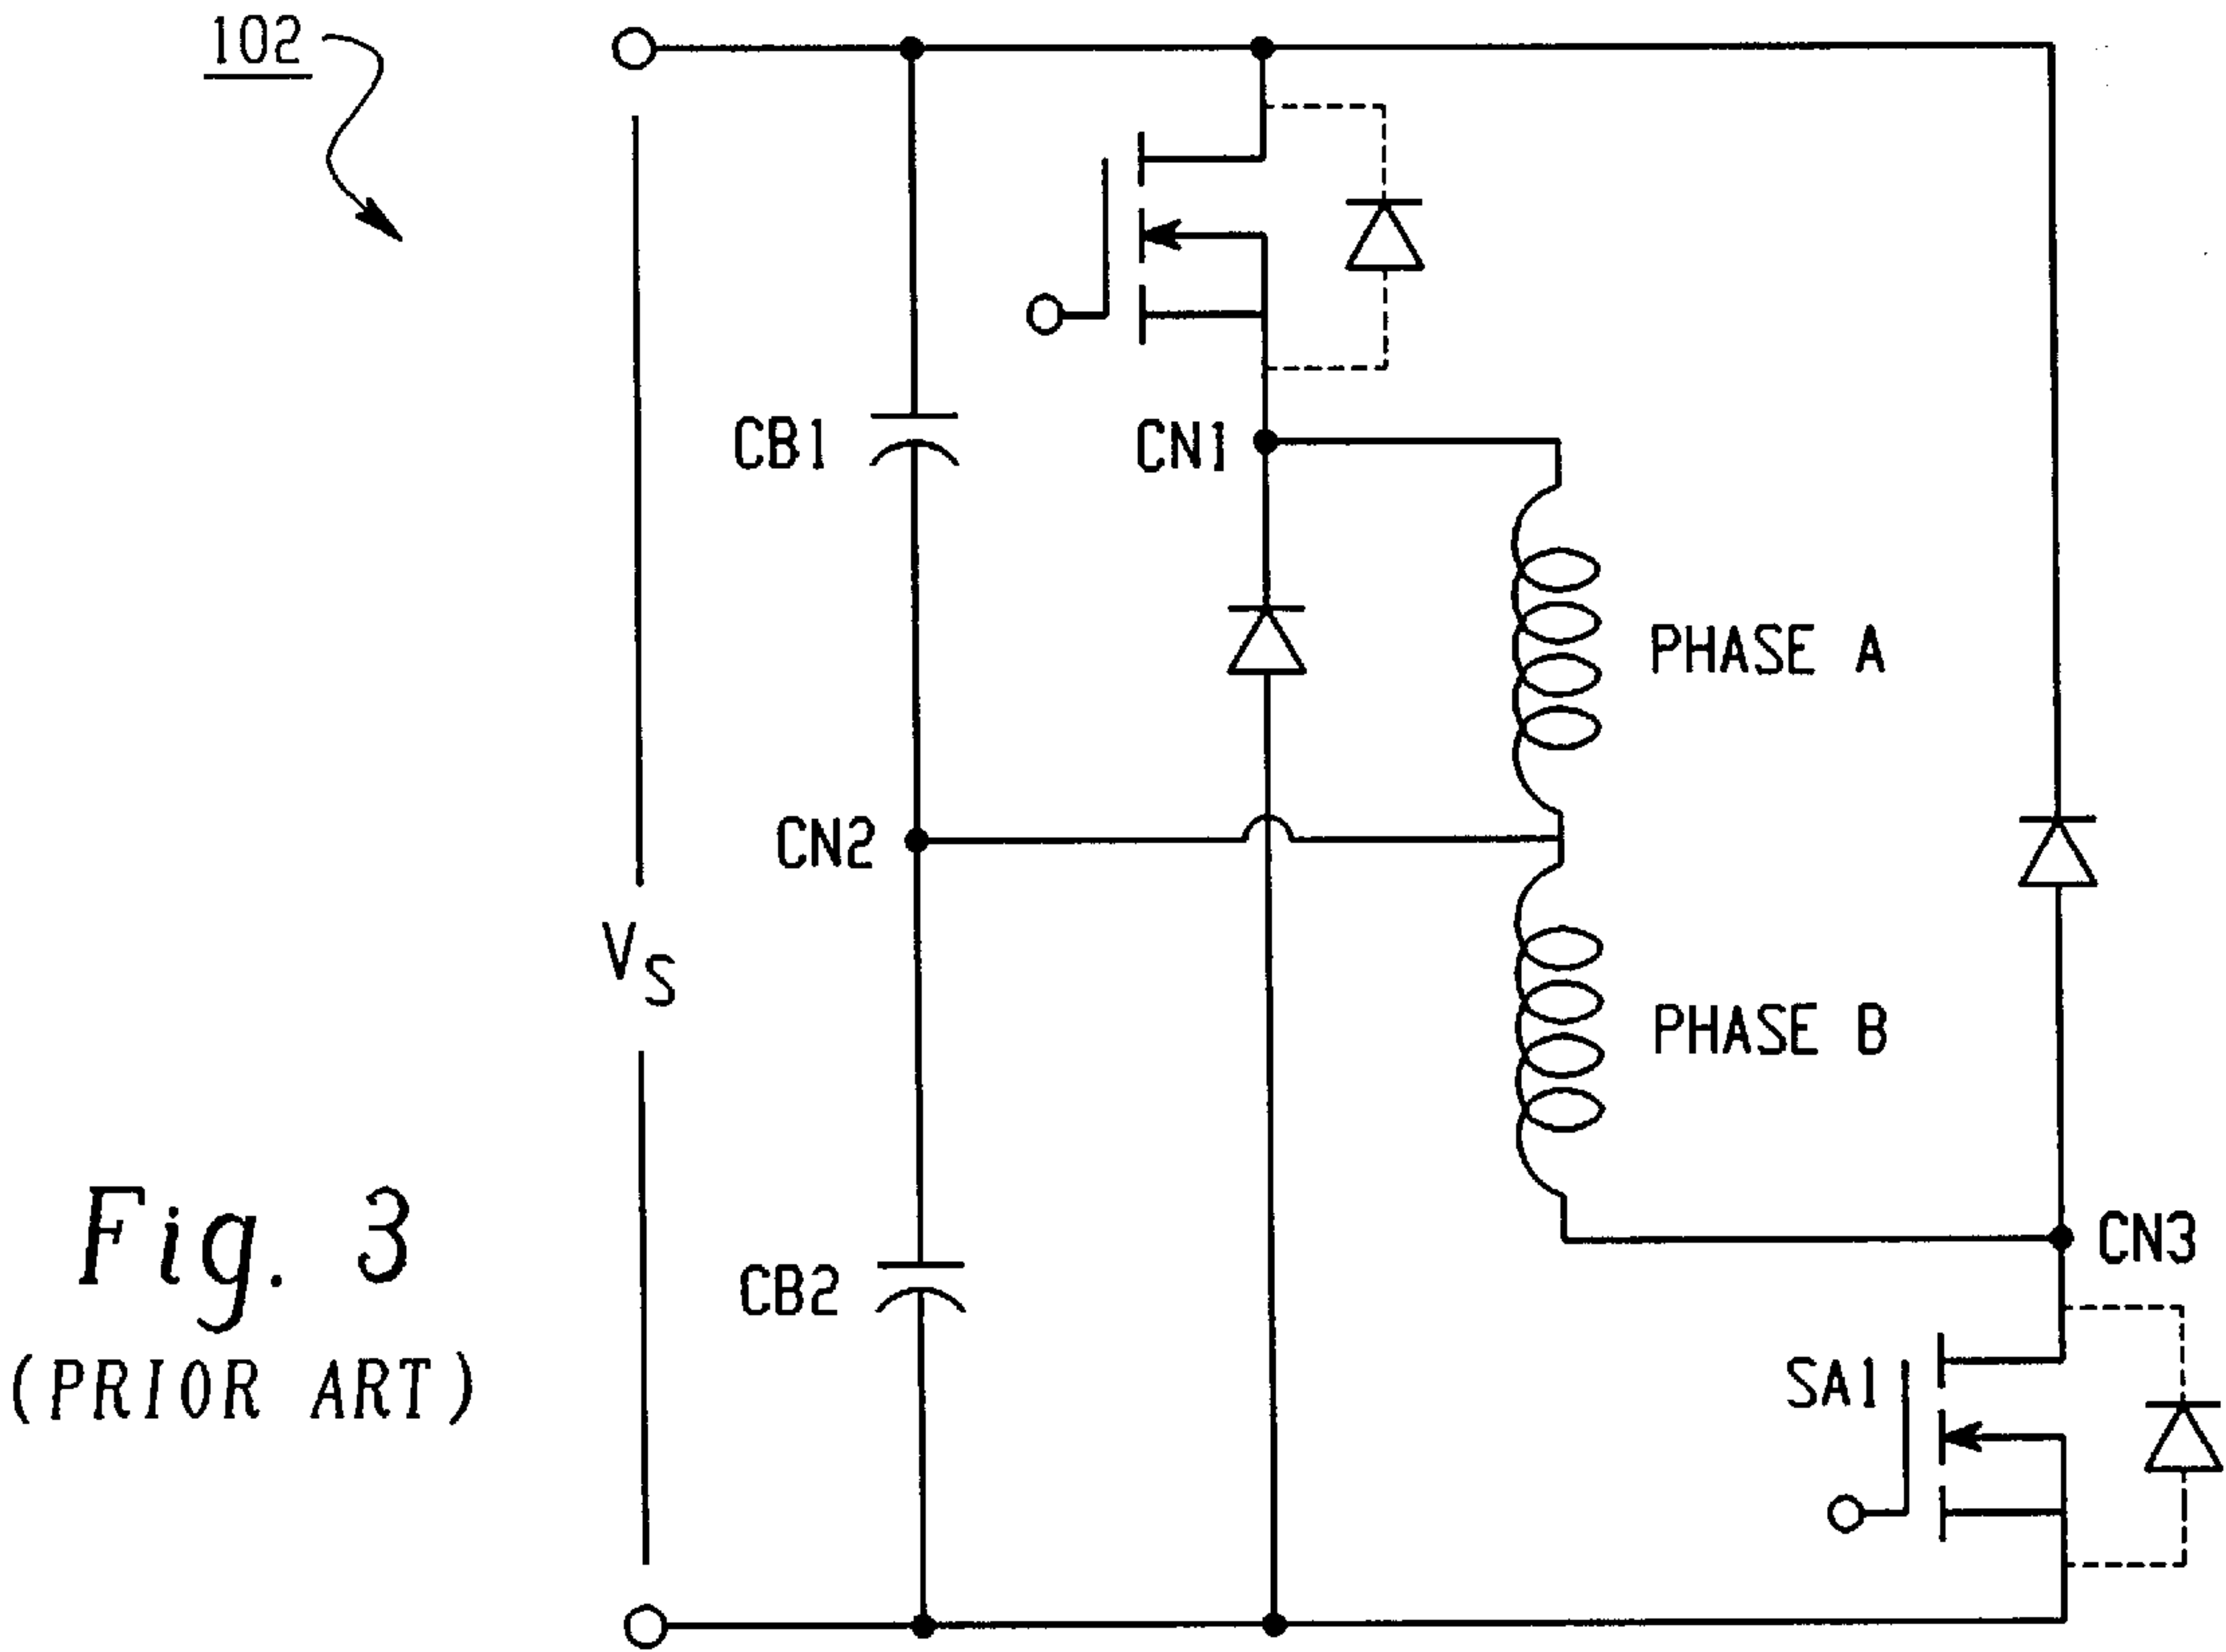 102
CB1
CN1
PHASE A
CN2
V_S
PHASE B
CN3
CB2
SA1
Fig. 3
(PRIOR ART)